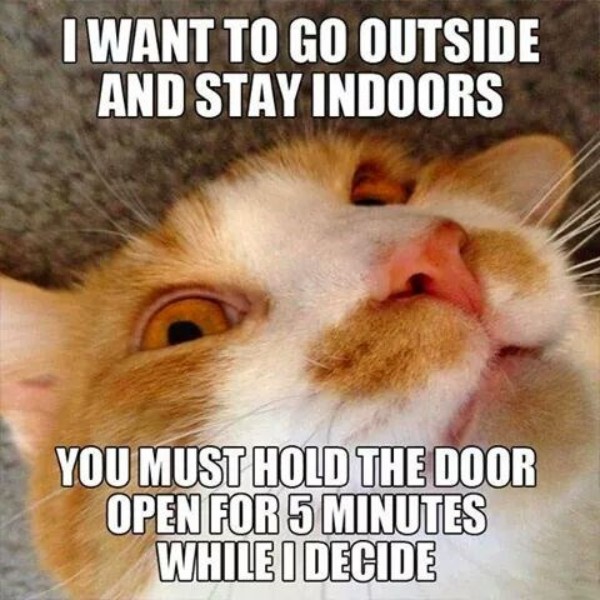 I WANT TO GO OUTSIDE
AND STAY INDOORS
YOU MUST HOLD THE DOOR
OPEN FOR 5 MINUTES
WHILE I DECIDE